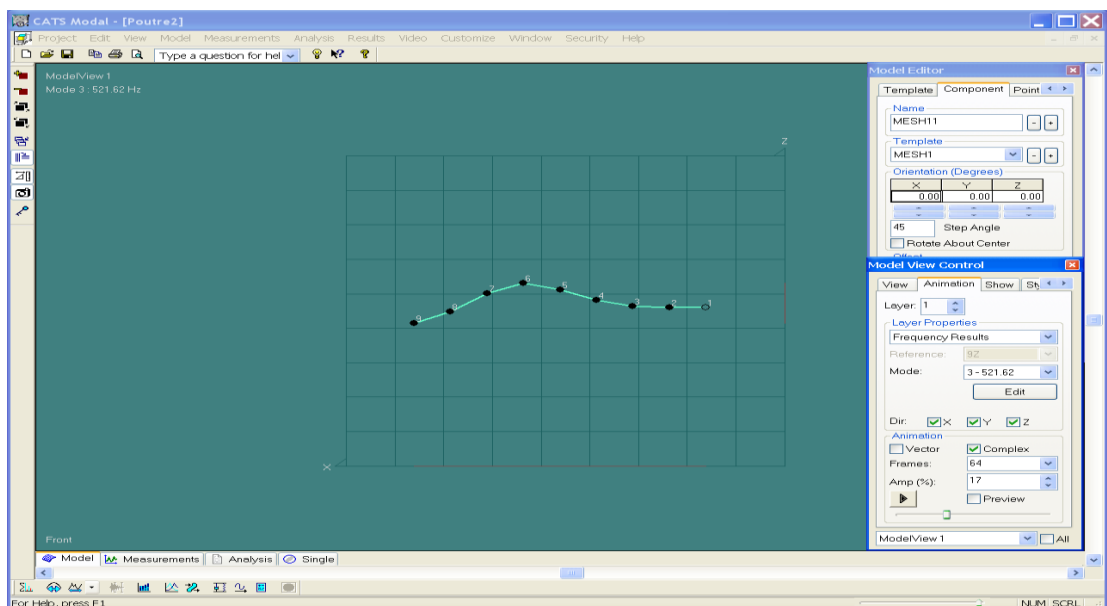 CATS Modal - [Poutre2]
Project Edit View Model Measurements Analysis Results Video Customize Window Security Help
Type a question for hel
ModelView 1
Mode 3 : 521.62 Hz
Z
9 8 7 6 5 4 3 2 1
X
Front
Model Editor
Template Component Point
Name
MESH11
- +
Template
MESH1
- +
Orientation (Degrees)
X Y Z
0.00 0.00 0.00
45 Step Angle
Rotate About Center
Offset
Model View Control
View Animation Show
Layer: 1
Layer Properties
Frequency Results
Reference: 9Z
Mode: 3 - 521.62
Edit
Dir: X Y Z
Animation
Vector Complex
Frames: 64
Amp (%): 17
Preview
ModelView 1 All
Model Measurements Analysis Single
For Help, press F1
NUM SCRL